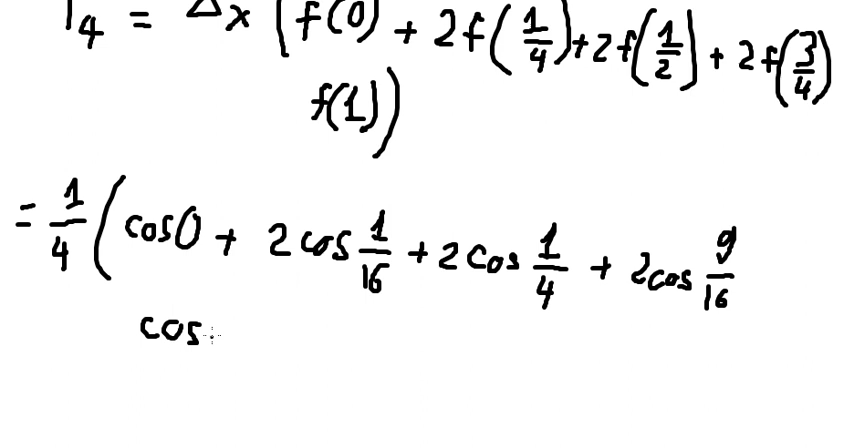 T4 = Δx (f(0) + 2f(1/4) + 2f(1/2) + 2f(3/4)
f(1))
= 1/4 (cos0 + 2cos 1/16 + 2cos 1/4 + 2cos 9/16
cos